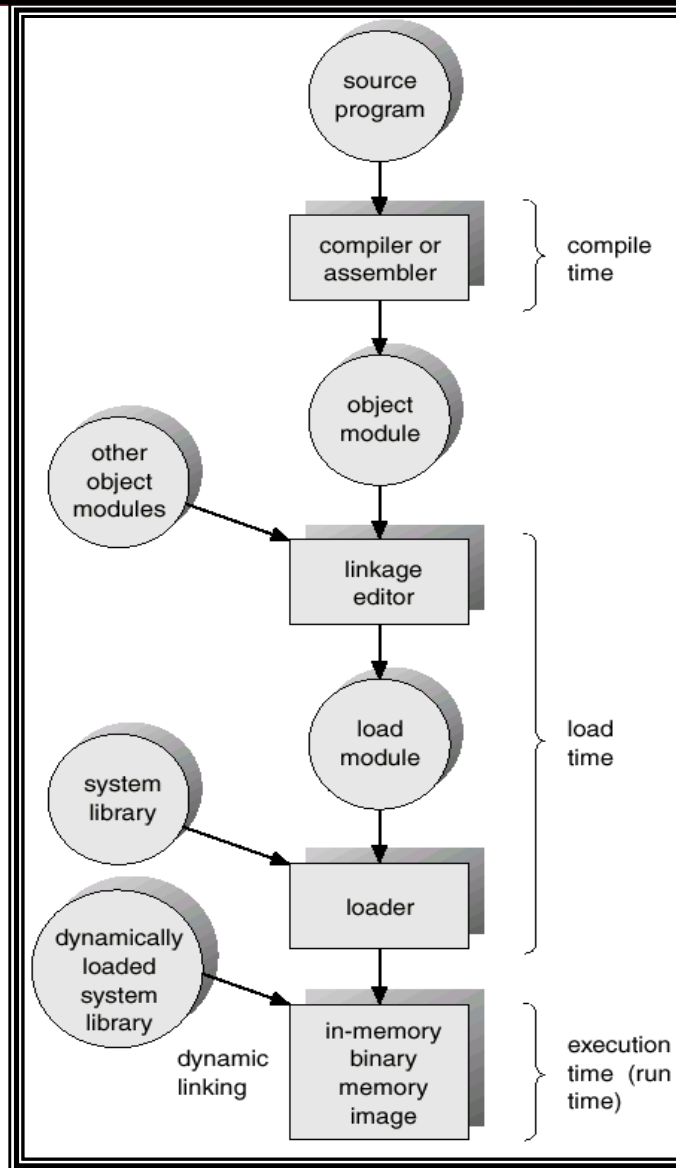 source
program
compiler or
assembler
compile
time
object
module
other
object
modules
linkage
editor
load
module
load
time
system
library
loader
dynamically
loaded
system
library
dynamic
linking
in-memory
binary
memory
image
execution
time (run
time)